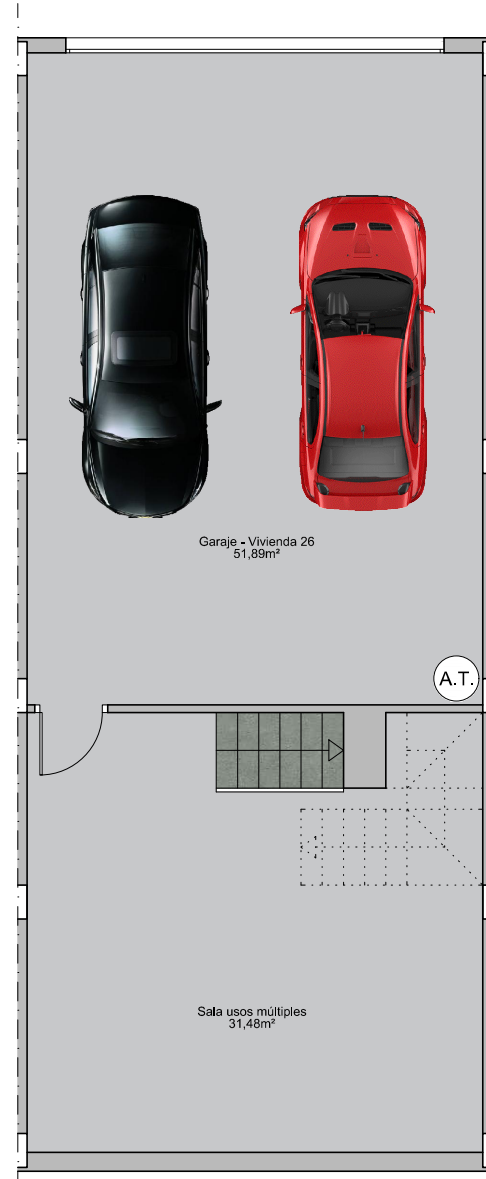 Garaje - Vivienda 26
51,89m²
A.T.
Sala usos múltiples
31,48m²